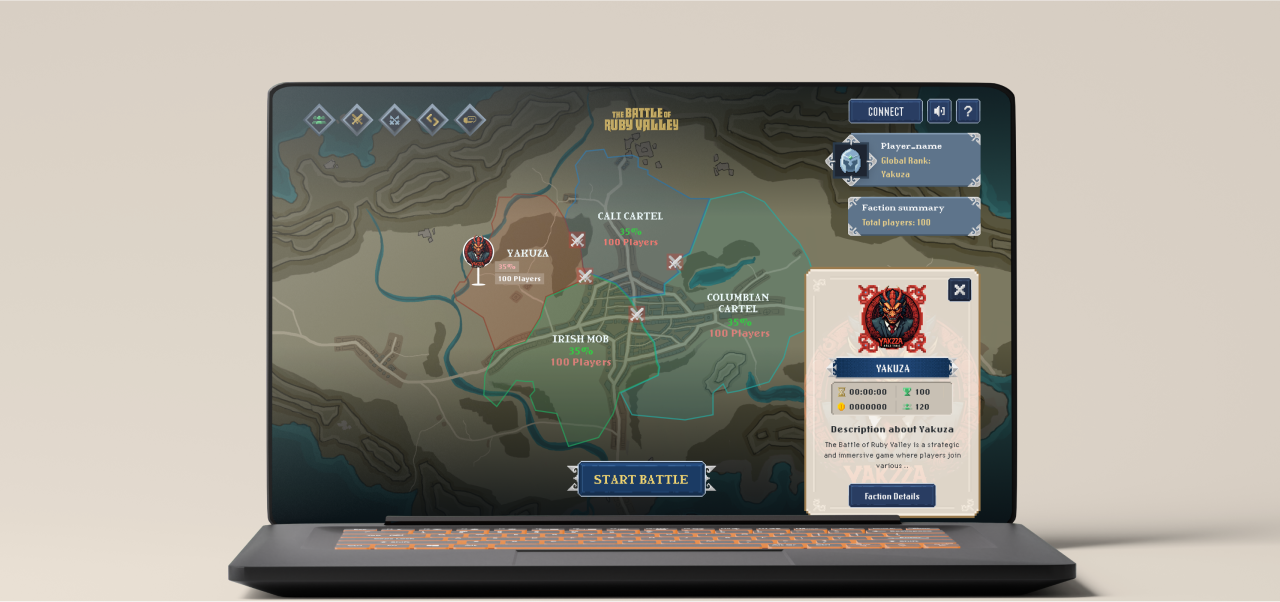 THE BATTLE OF
RUBY VALLEY
CONNECT
?
Player_name
Global Rank:
Yakuza
Faction summary
Total players: 100
CALI CARTEL
35%
100 Players
YAKUZA
35%
100 Players
COLUMBIAN
CARTEL
35%
100 Players
IRISH MOB
35%
100 Players
START BATTLE
YAKUZA
00:00:00
100
0000000
120
Description about Yakuza
The Battle of Ruby Valley is a strategic
and immersive game where players join
various ..
Faction Details